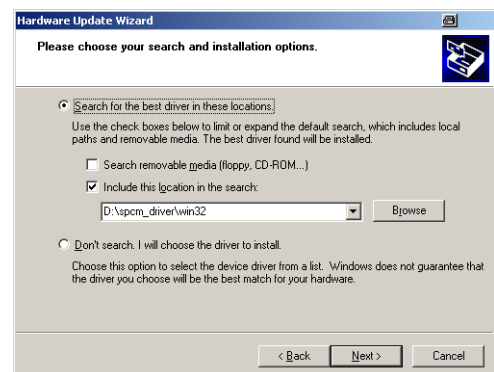 Hardware Update Wizard
Please choose your search and installation options.
Search for the best driver in these locations.
Use the check boxes below to limit or expand the default search, which includes local
paths and removable media. The best driver found will be installed.
Search removable media (floppy, CD-ROM...)
Include this location in the search:
D:\spcm_driver\win32
Browse
Don't search. I will choose the driver to install.
Choose this option to select the device driver from a list. Windows does not guarantee that
the driver you choose will be the best match for your hardware.
< Back
Next >
Cancel